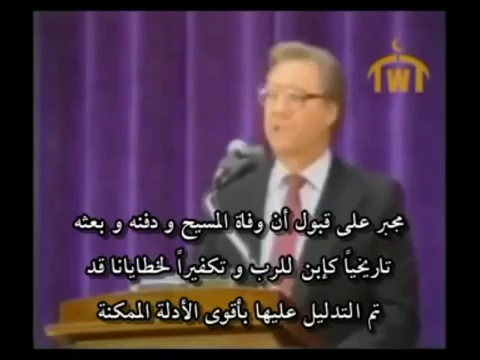 TWT
مجبر على قبول أن وفاة المسيح و دفنه و بعثه
تاريخياً كإبن للرب و تكفيراً لخطايانا قد
تم التدليل عليها بأقوى الأدلة الممكنة